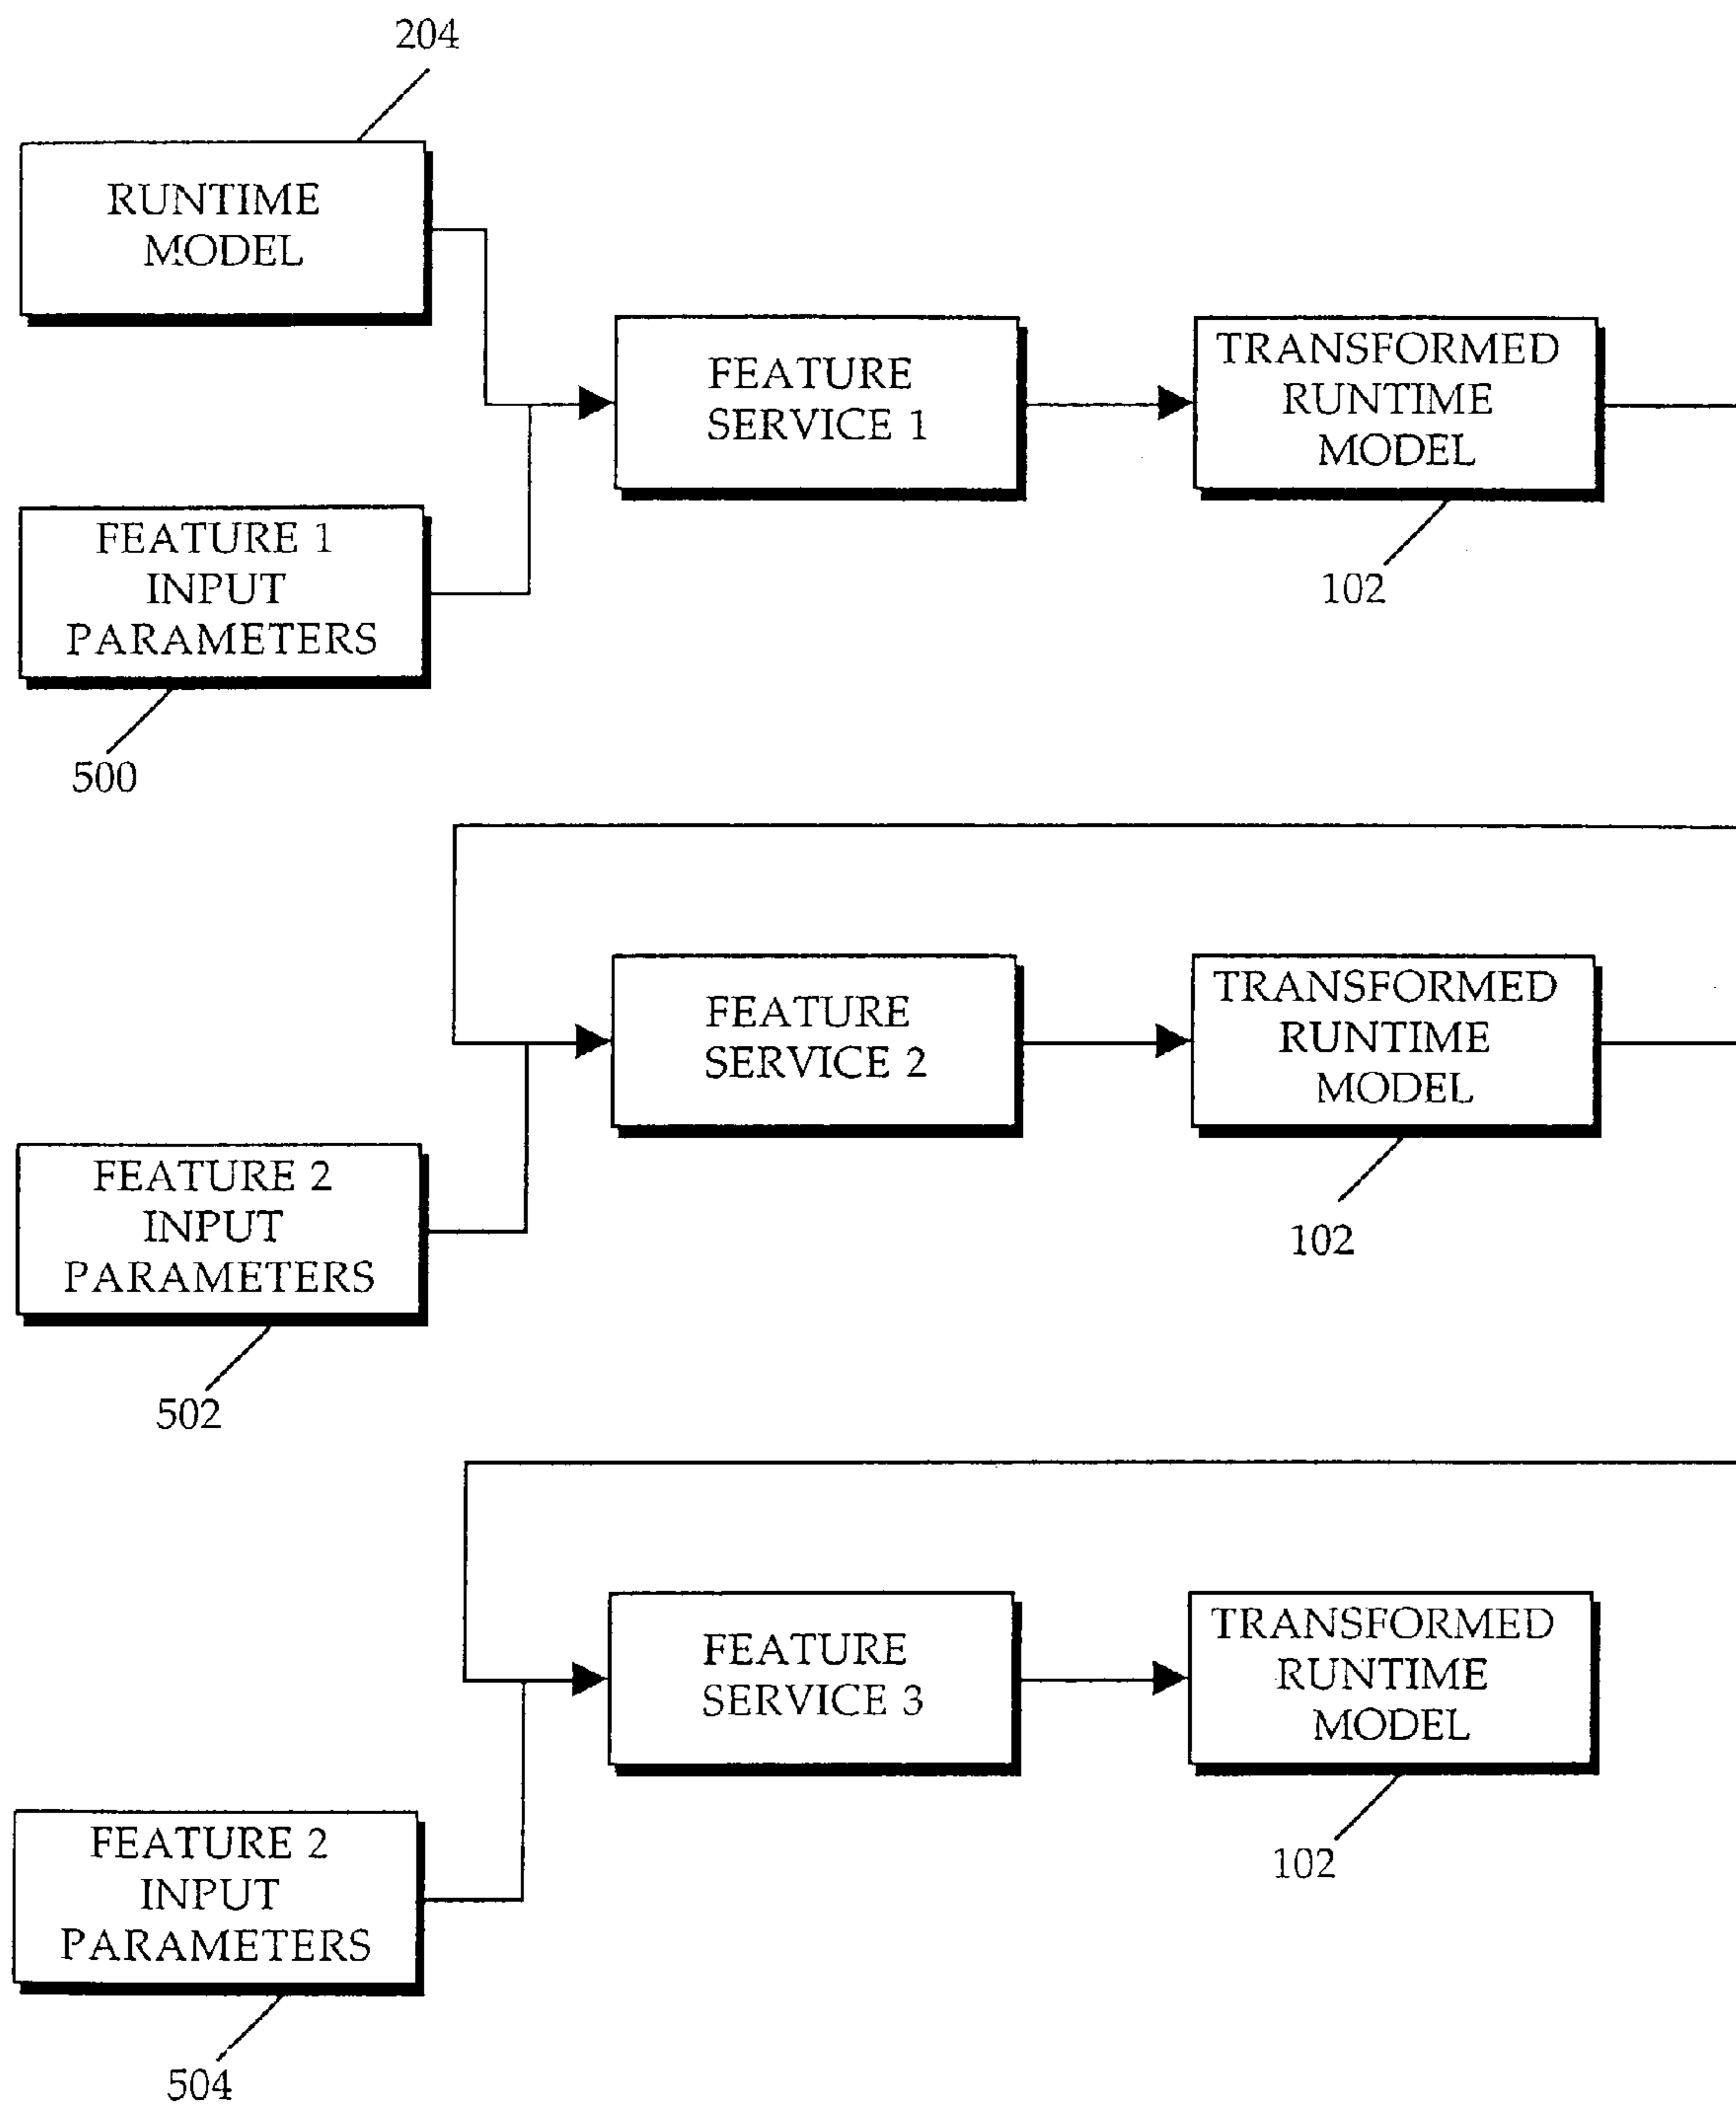 204
RUNTIME
MODEL
FEATURE
SERVICE 1
TRANSFORMED
RUNTIME
MODEL
102
FEATURE 1
INPUT
PARAMETERS
500
FEATURE
SERVICE 2
TRANSFORMED
RUNTIME
MODEL
102
FEATURE 2
INPUT
PARAMETERS
502
FEATURE
SERVICE 3
TRANSFORMED
RUNTIME
MODEL
102
FEATURE 2
INPUT
PARAMETERS
504